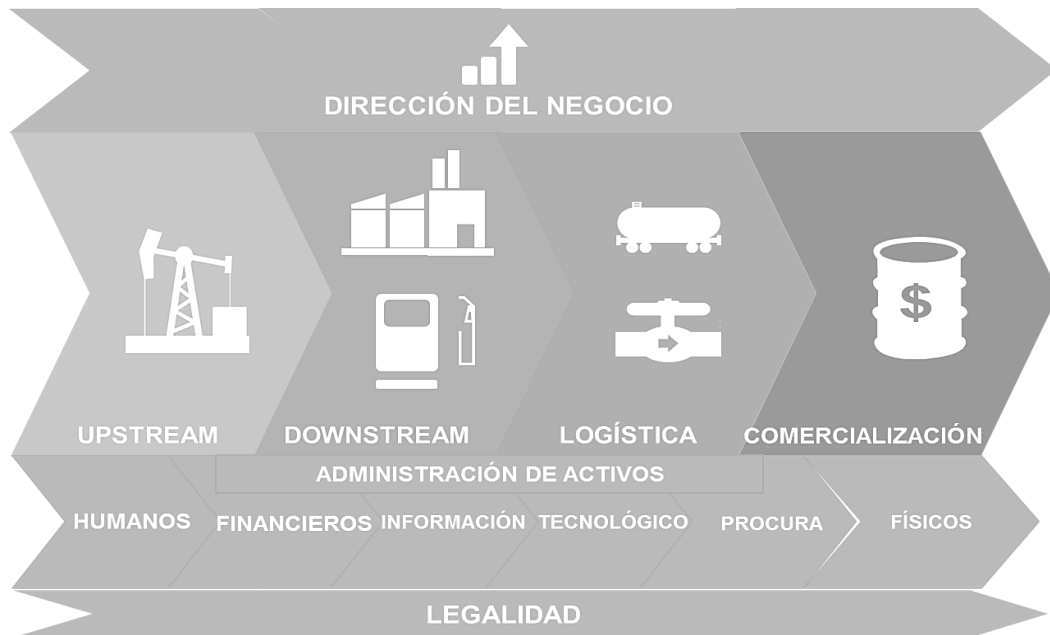 DIRECCIÓN DEL NEGOCIO
UPSTREAM
DOWNSTREAM
LOGÍSTICA
COMERCIALIZACIÓN
$
ADMINISTRACIÓN DE ACTIVOS
HUMANOS
FINANCIEROS
INFORMACIÓN
TECNOLÓGICO
PROCURA
FÍSICOS
LEGALIDAD